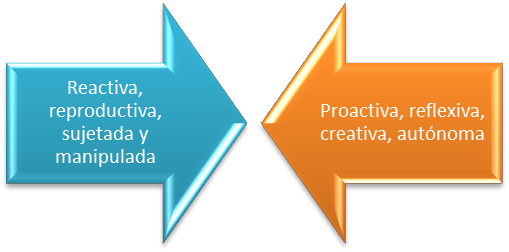 Reactiva,
reproductiva,
sujetada y
manipulada
Proactiva, reflexiva,
creativa, autónoma